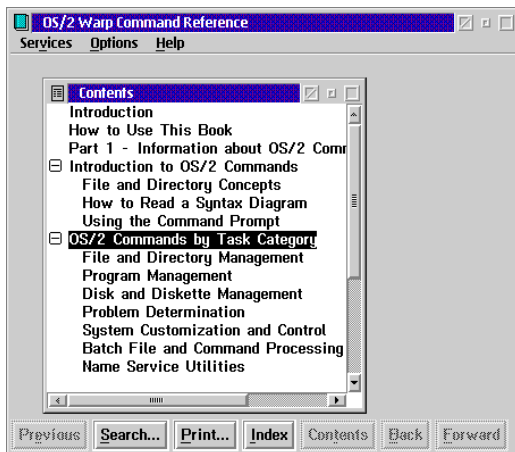 OS/2 Warp Command Reference
Services Options Help
Contents
Introduction
How to Use This Book
Part 1 - Information about OS/2 Comm
Introduction to OS/2 Commands
File and Directory Concepts
How to Read a Syntax Diagram
Using the Command Prompt
OS/2 Commands by Task Category
File and Directory Management
Program Management
Disk and Diskette Management
Problem Determination
System Customization and Control
Batch File and Command Processing
Name Service Utilities
Previous Search... Print... Index Contents Back Forward